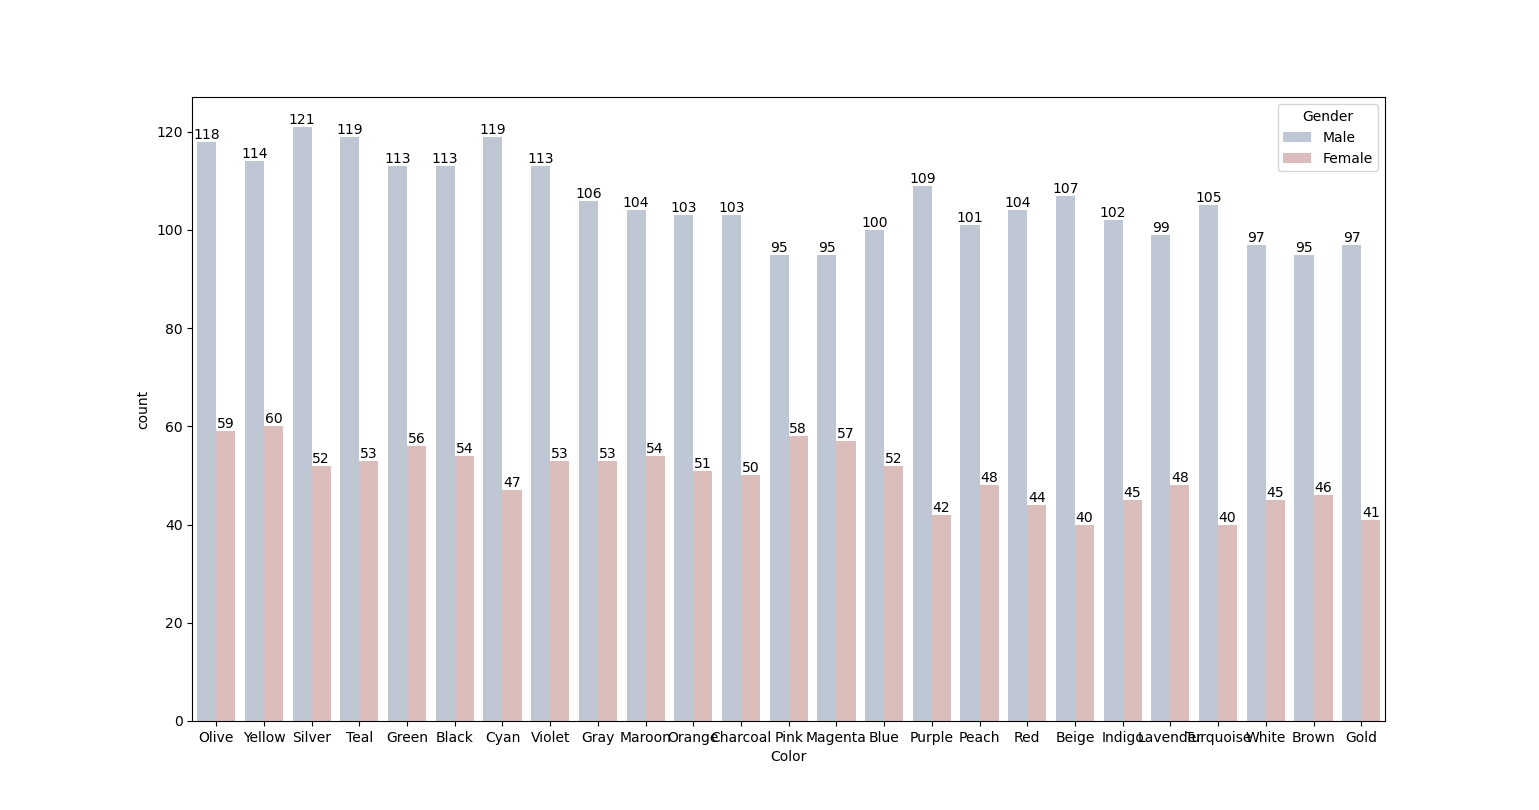 Gender
Male
Female
120
100
80
60
40
20
0
count
118 114 121 119 113 113 119 113 106 104 103 103 95 95 100 109 101 104 107 102 99 105 97 95 97
59 60 52 53 56 54 47 53 53 54 51 50 58 57 52 42 48 44 40 45 48 40 45 46 41
Olive Yellow Silver Teal Green Black Cyan Violet Gray Maroon Orange Charcoal Pink Magenta Blue Purple Peach Red Beige Indigo Lavender Turquoise White Brown Gold
Color